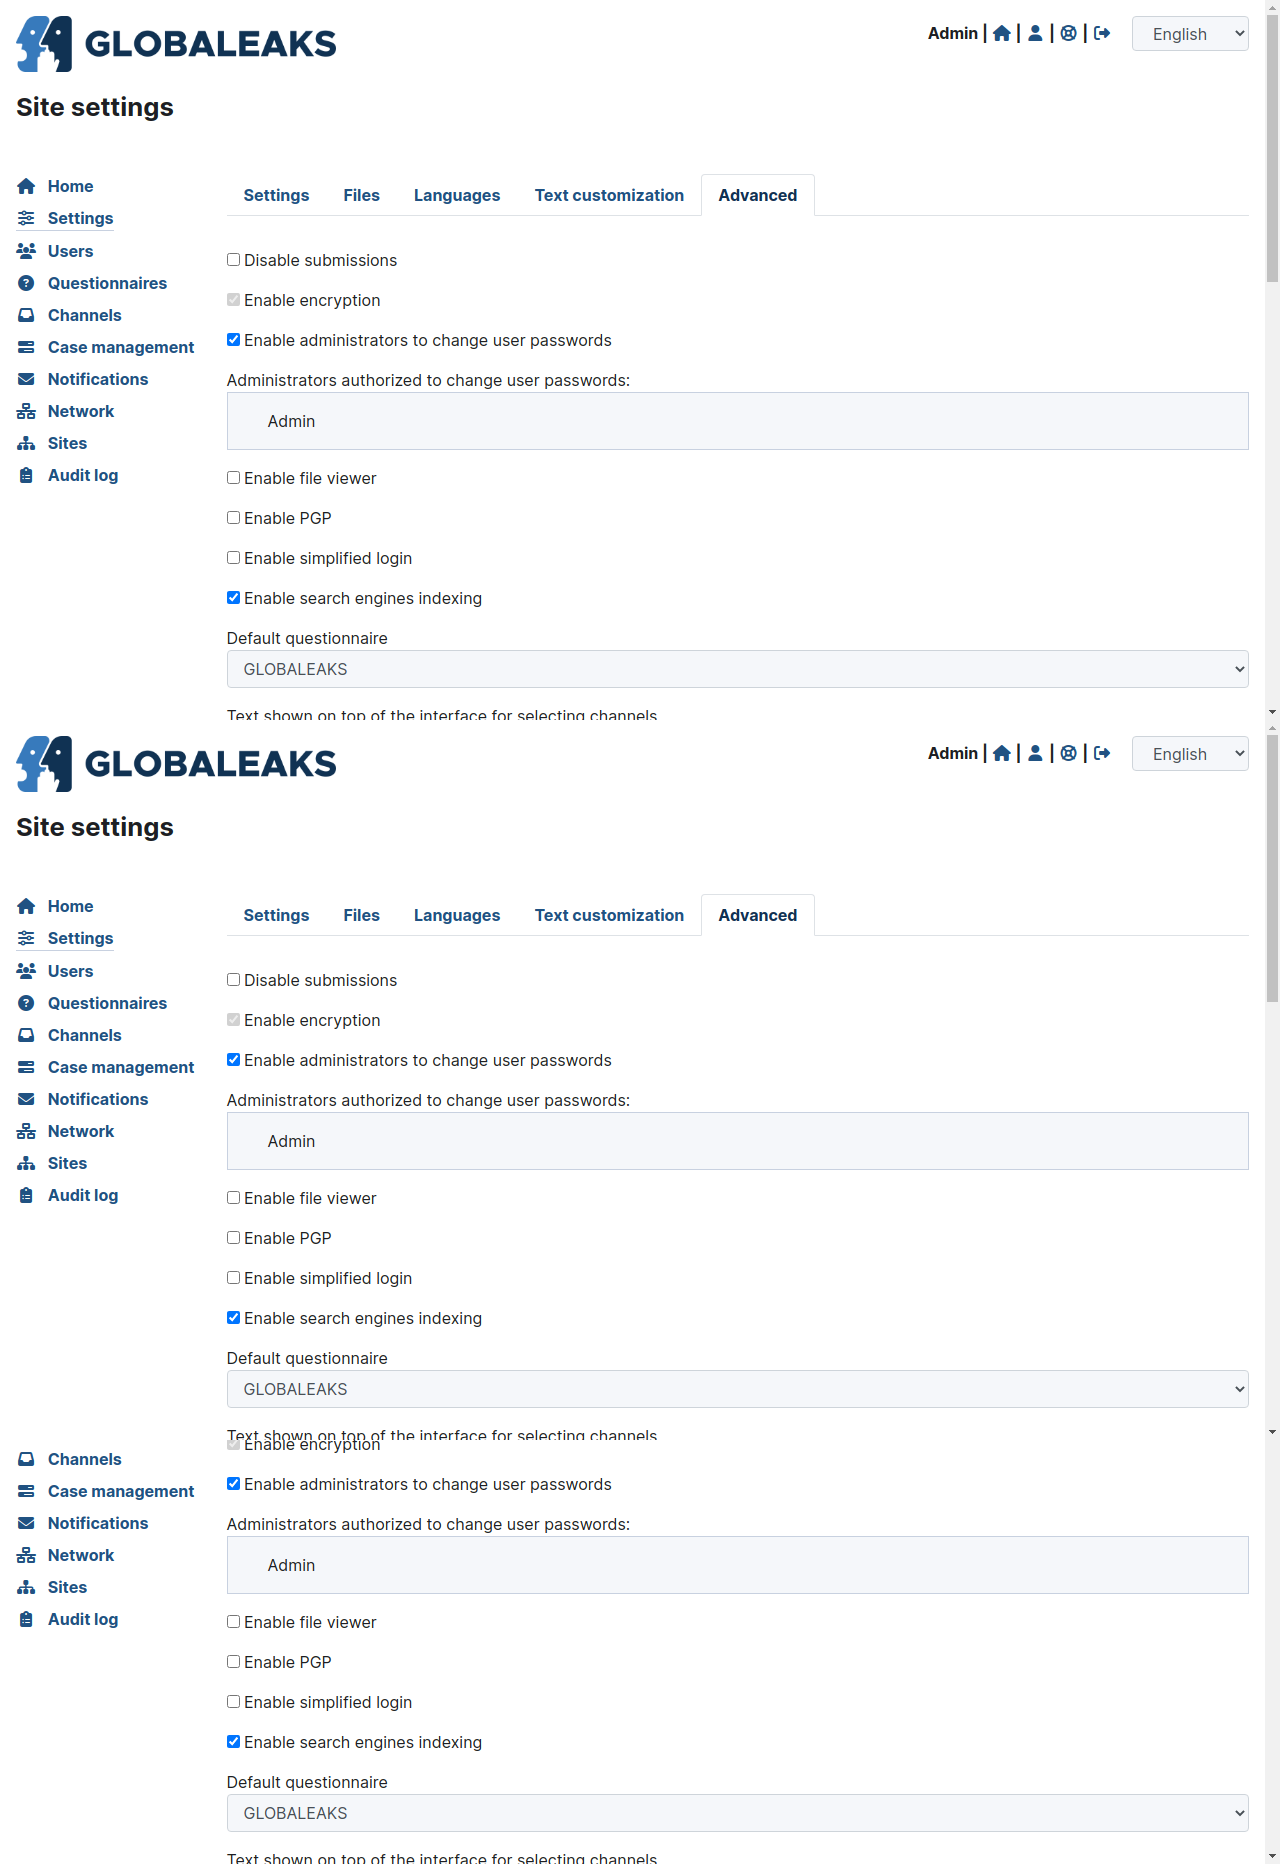 GLOBALEAKS
Admin | | | | English
Site settings
Home
Settings
Users
Questionnaires
Channels
Case management
Notifications
Network
Sites
Audit log
Settings Files Languages Text customization Advanced
Disable submissions
Enable encryption
Enable administrators to change user passwords
Administrators authorized to change user passwords:
Admin
Enable file viewer
Enable PGP
Enable simplified login
Enable search engines indexing
Default questionnaire
GLOBALEAKS
Text shown on top of the interface for selecting channels
GLOBALEAKS
Admin | | | | English
Site settings
Home
Settings
Users
Questionnaires
Channels
Case management
Notifications
Network
Sites
Audit log
Settings Files Languages Text customization Advanced
Disable submissions
Enable encryption
Enable administrators to change user passwords
Administrators authorized to change user passwords:
Admin
Enable file viewer
Enable PGP
Enable simplified login
Enable search engines indexing
Default questionnaire
GLOBALEAKS
Text shown on top of the interface for selecting channels
Channels
Case management
Notifications
Network
Sites
Audit log
Enable encryption
Enable administrators to change user passwords
Administrators authorized to change user passwords:
Admin
Enable file viewer
Enable PGP
Enable simplified login
Enable search engines indexing
Default questionnaire
GLOBALEAKS
Text shown on top of the interface for selecting channels